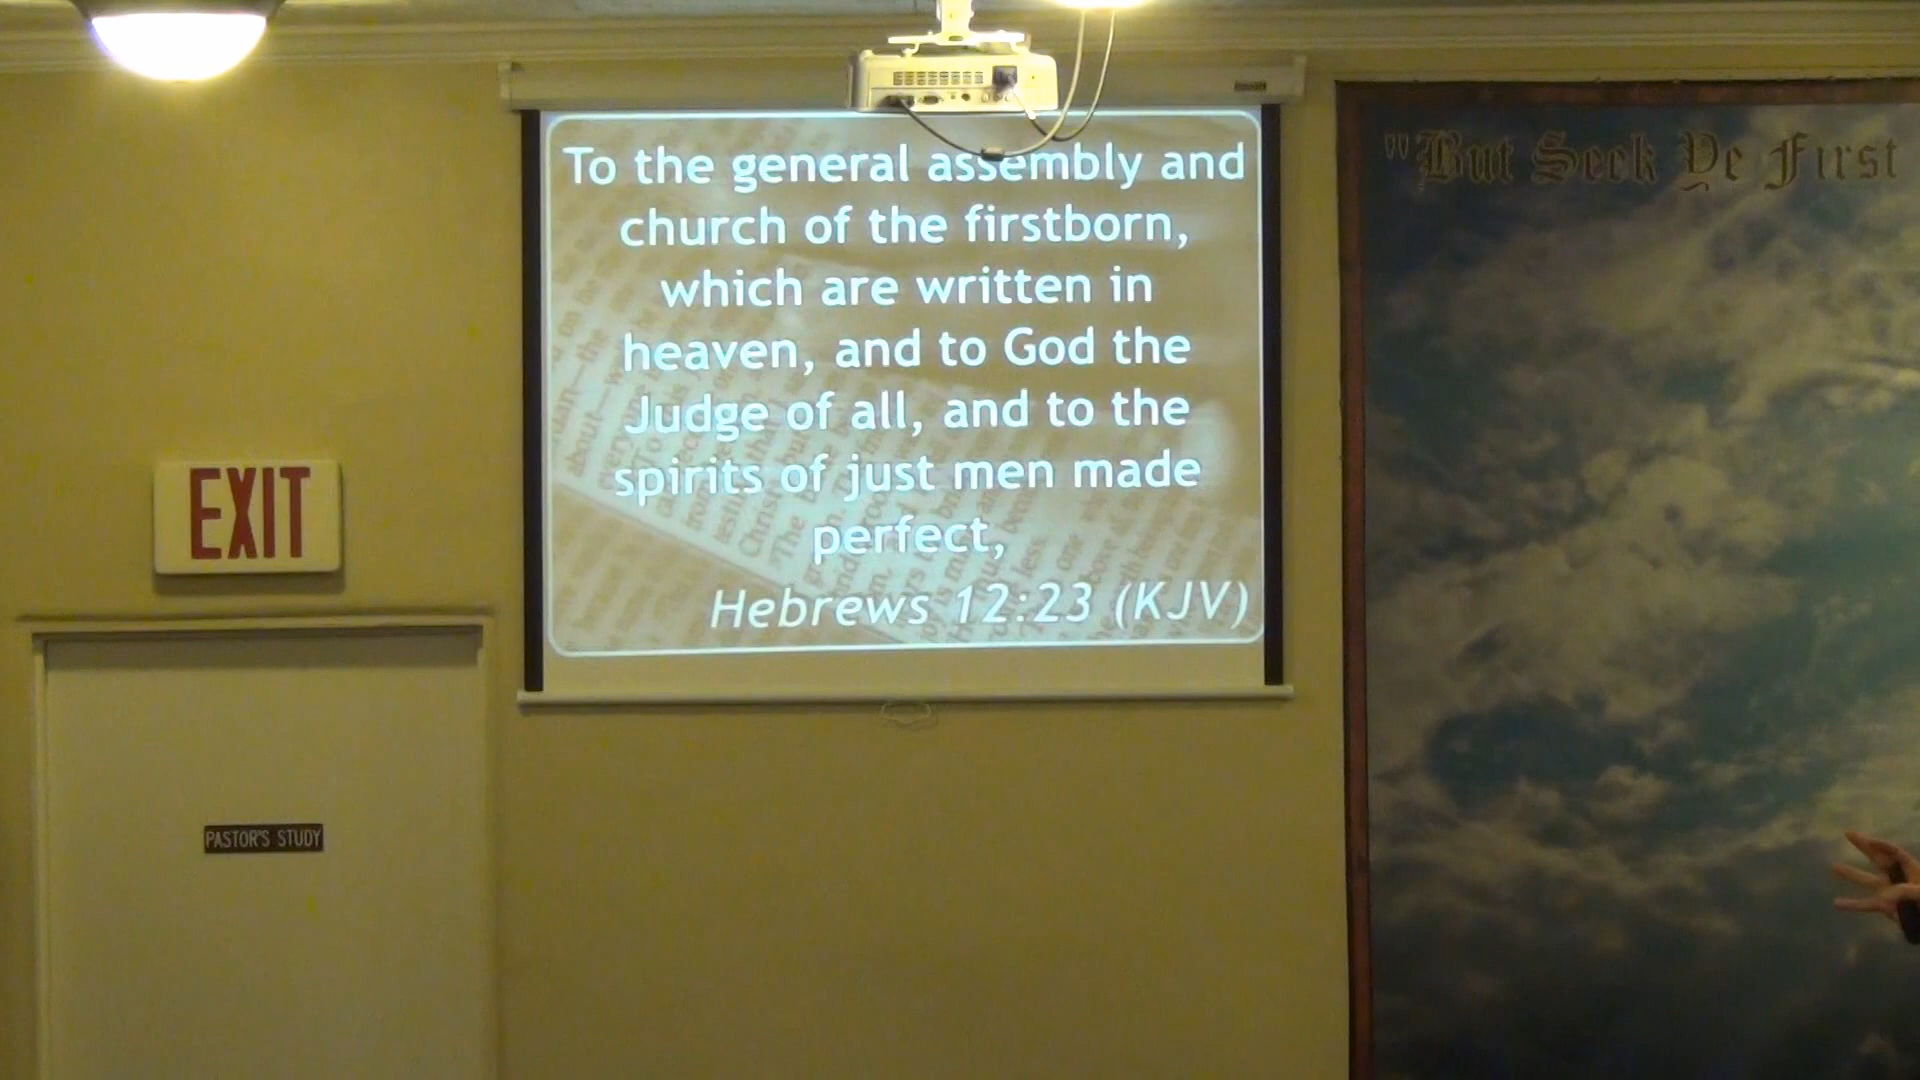 To the general assembly and
church of the firstborn,
which are written in
heaven, and to God the
Judge of all, and to the
spirits of just men made
perfect,
Hebrews 12:23 (KJV)
"But Seek Ye First
EXIT
PASTOR'S STUDY